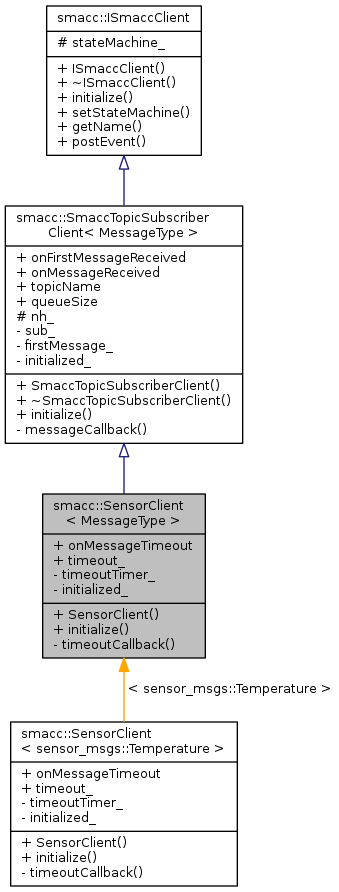 smacc::ISmaccClient
# stateMachine_
+ ISmaccClient()
+ ~ISmaccClient()
+ initialize()
+ setStateMachine()
+ getName()
+ postEvent()
smacc::SmaccTopicSubscriber
Client< MessageType >
+ onFirstMessageReceived
+ onMessageReceived
+ topicName
+ queueSize
# nh_
- sub_
- firstMessage_
- initialized_
+ SmaccTopicSubscriberClient()
+ ~SmaccTopicSubscriberClient()
+ initialize()
- messageCallback()
smacc::SensorClient
< MessageType >
+ onMessageTimeout
+ timeout_
- timeoutTimer_
- initialized_
+ SensorClient()
+ initialize()
- timeoutCallback()
< sensor_msgs::Temperature >
smacc::SensorClient
< sensor_msgs::Temperature >
+ onMessageTimeout
+ timeout_
- timeoutTimer_
- initialized_
+ SensorClient()
+ initialize()
- timeoutCallback()